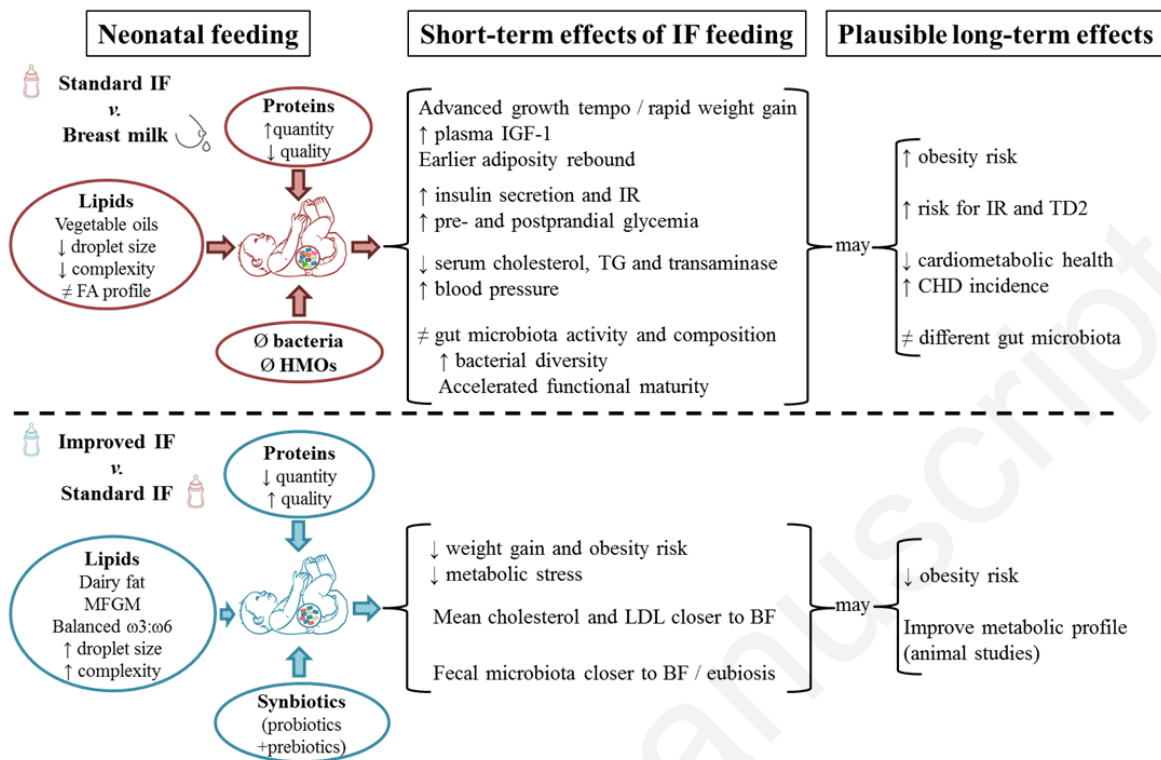 Neonatal feeding
Short-term effects of IF feeding
Plausible long-term effects
Standard IF
v.
Breast milk
Proteins
↑quantity
↓ quality
Lipids
Vegetable oils
↓ droplet size
↓ complexity
≠ FA profile
Ø bacteria
Ø HMOs
Advanced growth tempo / rapid weight gain
↑ plasma IGF-1
Earlier adiposity rebound
↑ insulin secretion and IR
↑ pre- and postprandial glycemia
↓ serum cholesterol, TG and transaminase
↑ blood pressure
≠ gut microbiota activity and composition
↑ bacterial diversity
Accelerated functional maturity
may
↑ obesity risk
↑ risk for IR and TD2
↓ cardiometabolic health
↑ CHD incidence
≠ different gut microbiota
Improved IF
v.
Standard IF
Proteins
↓ quantity
↑ quality
Lipids
Dairy fat
MFGM
Balanced ω3:ω6
↑ droplet size
↑ complexity
Synbiotics
(probiotics
+prebiotics)
↓ weight gain and obesity risk
↓ metabolic stress
Mean cholesterol and LDL closer to BF
Fecal microbiota closer to BF / eubiosis
may
↓ obesity risk
Improve metabolic profile
(animal studies)
anuscript